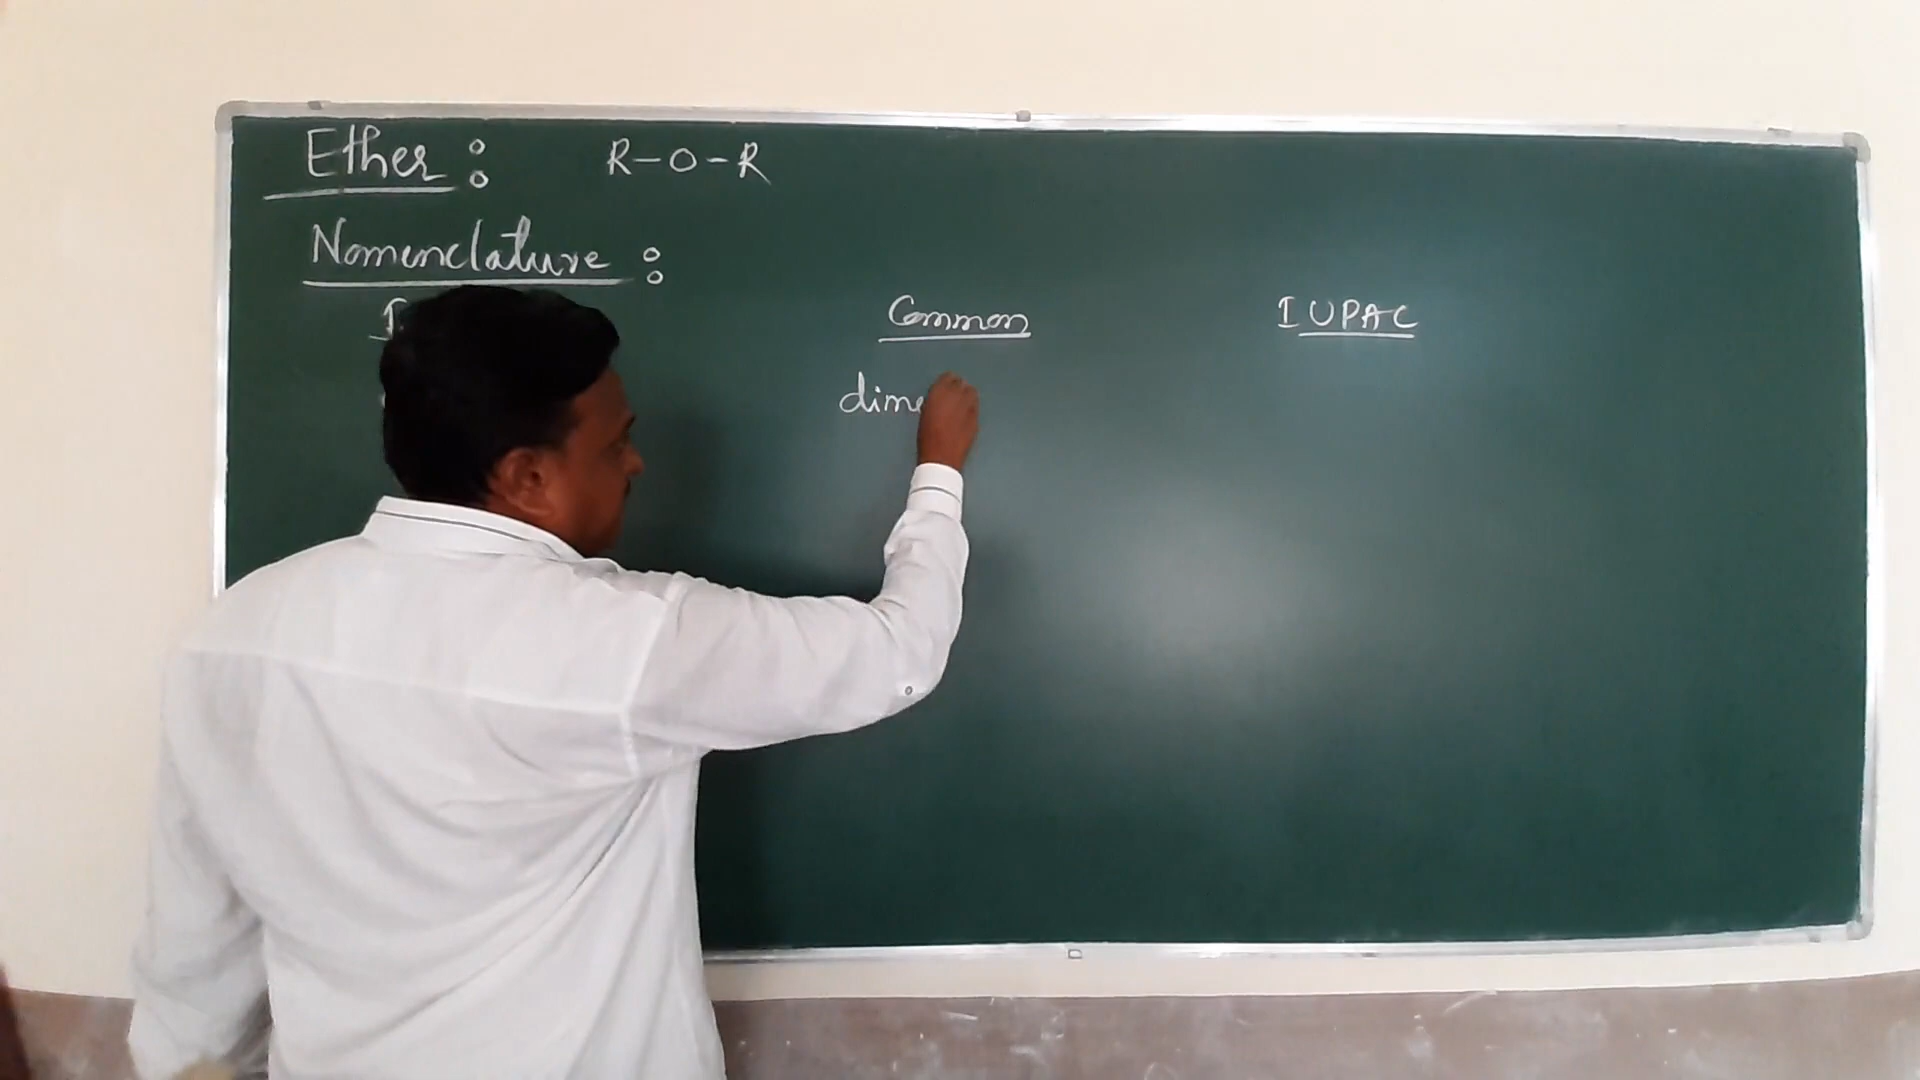 Ether : R-O-R
Nomenclature :
Common IUPAC
dime